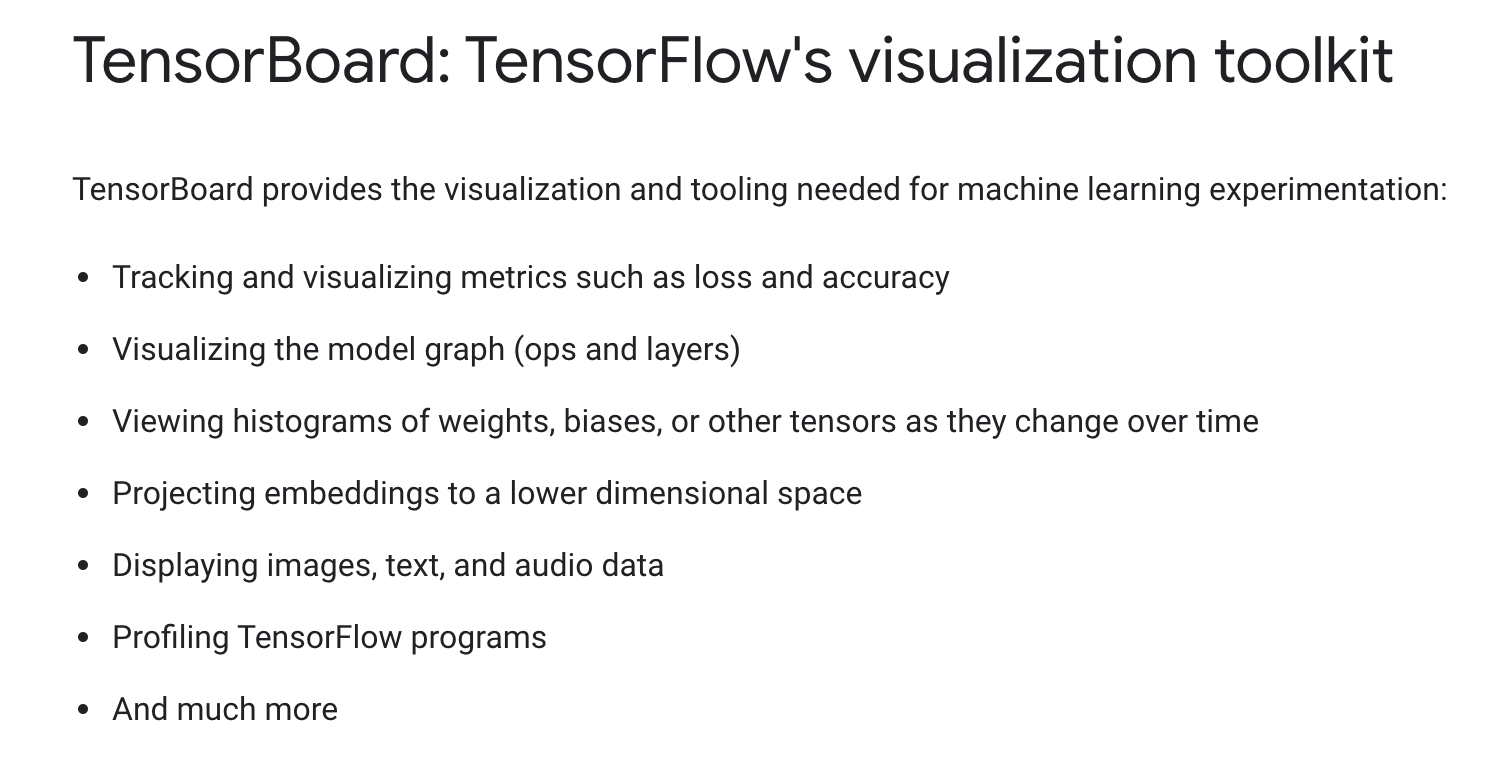 TensorBoard: TensorFlow's visualization toolkit
TensorBoard provides the visualization and tooling needed for machine learning experimentation:
• Tracking and visualizing metrics such as loss and accuracy
• Visualizing the model graph (ops and layers)
• Viewing histograms of weights, biases, or other tensors as they change over time
• Projecting embeddings to a lower dimensional space
• Displaying images, text, and audio data
• Profiling TensorFlow programs
• And much more